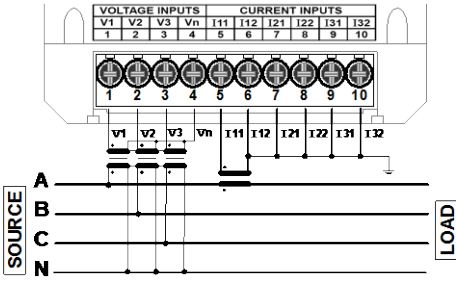 VOLTAGE INPUTS CURRENT INPUTS
V1 V2 V3 Vn I11 I12 I21 I22 I31 I32
1 2 3 4 5 6 7 8 9 10
1 2 3 4 5 6 7 8 9 10
V1 V2 V3 Vn I11 I12 I21 I22 I31 I32
A
B
C
N
SOURCE
LOAD